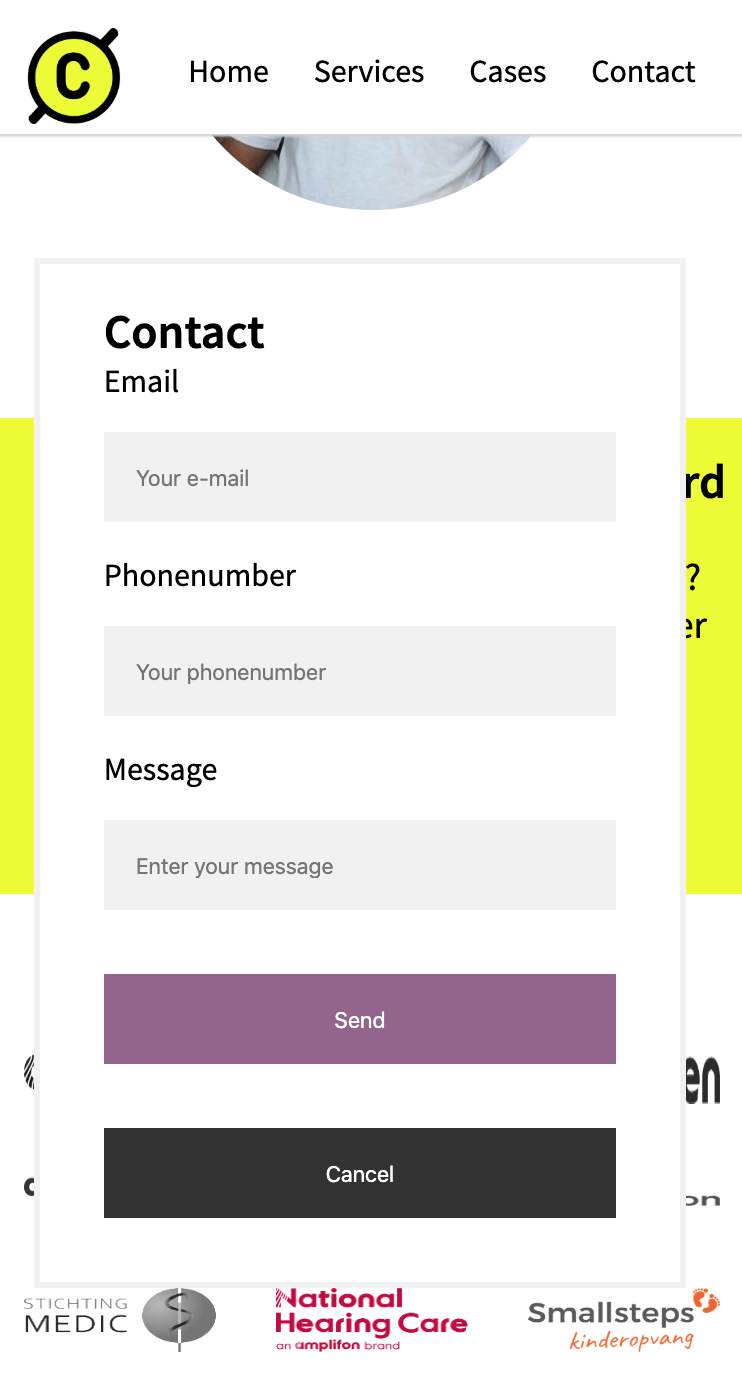 C
Home Services Cases Contact
Contact
Email
Your e-mail
rd
Phonenumber
?
er
Your phonenumber
Message
Enter your message
Send
en
Cancel
on
STICHTING
MEDIC
National
Hearing Care
an amplifon brand
Smallsteps
kinderopvang